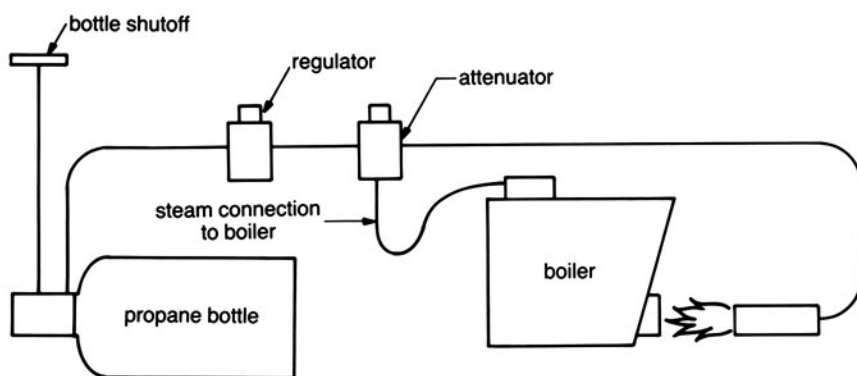 bottle shutoff
regulator
attenuator
steam connection
to boiler
boiler
propane bottle